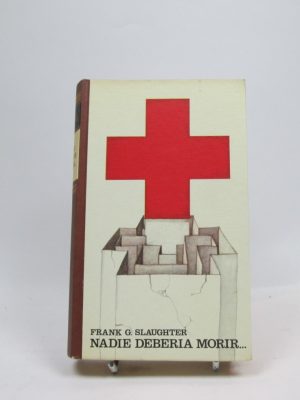 FRANK G. SLAUGHTER
NADIE DEBERIA MORIR...